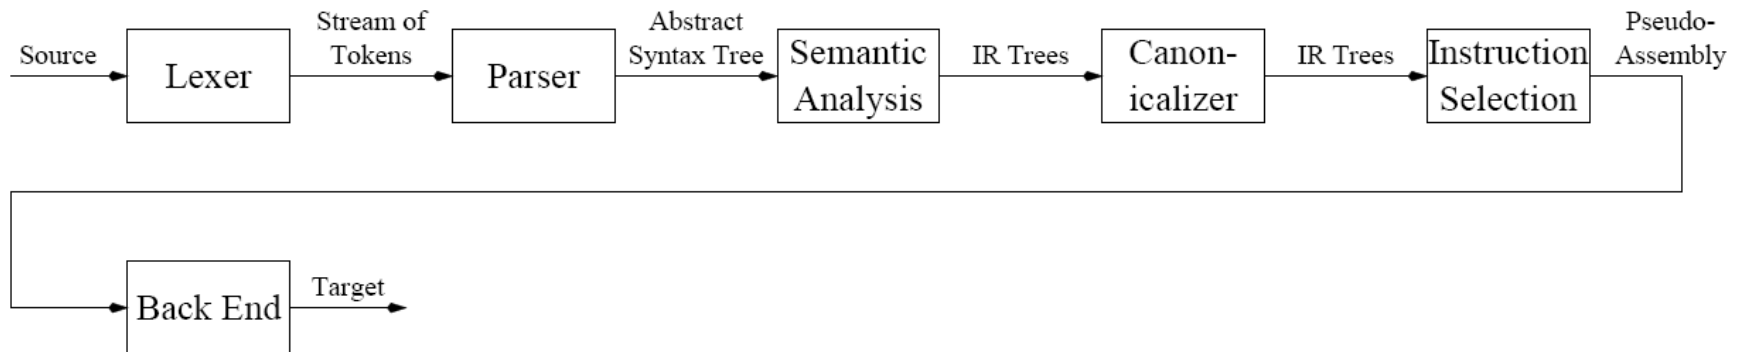 Source
Lexer
Stream of
Tokens
Parser
Abstract
Syntax Tree
Semantic
Analysis
IR Trees
Canon-
icalizer
IR Trees
Instruction
Selection
Pseudo-
Assembly
Back End
Target